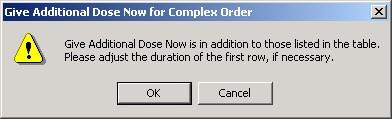 Give Additional Dose Now for Complex Order
Give Additional Dose Now is in addition to those listed in the table.
Please adjust the duration of the first row, if necessary.
OK
Cancel